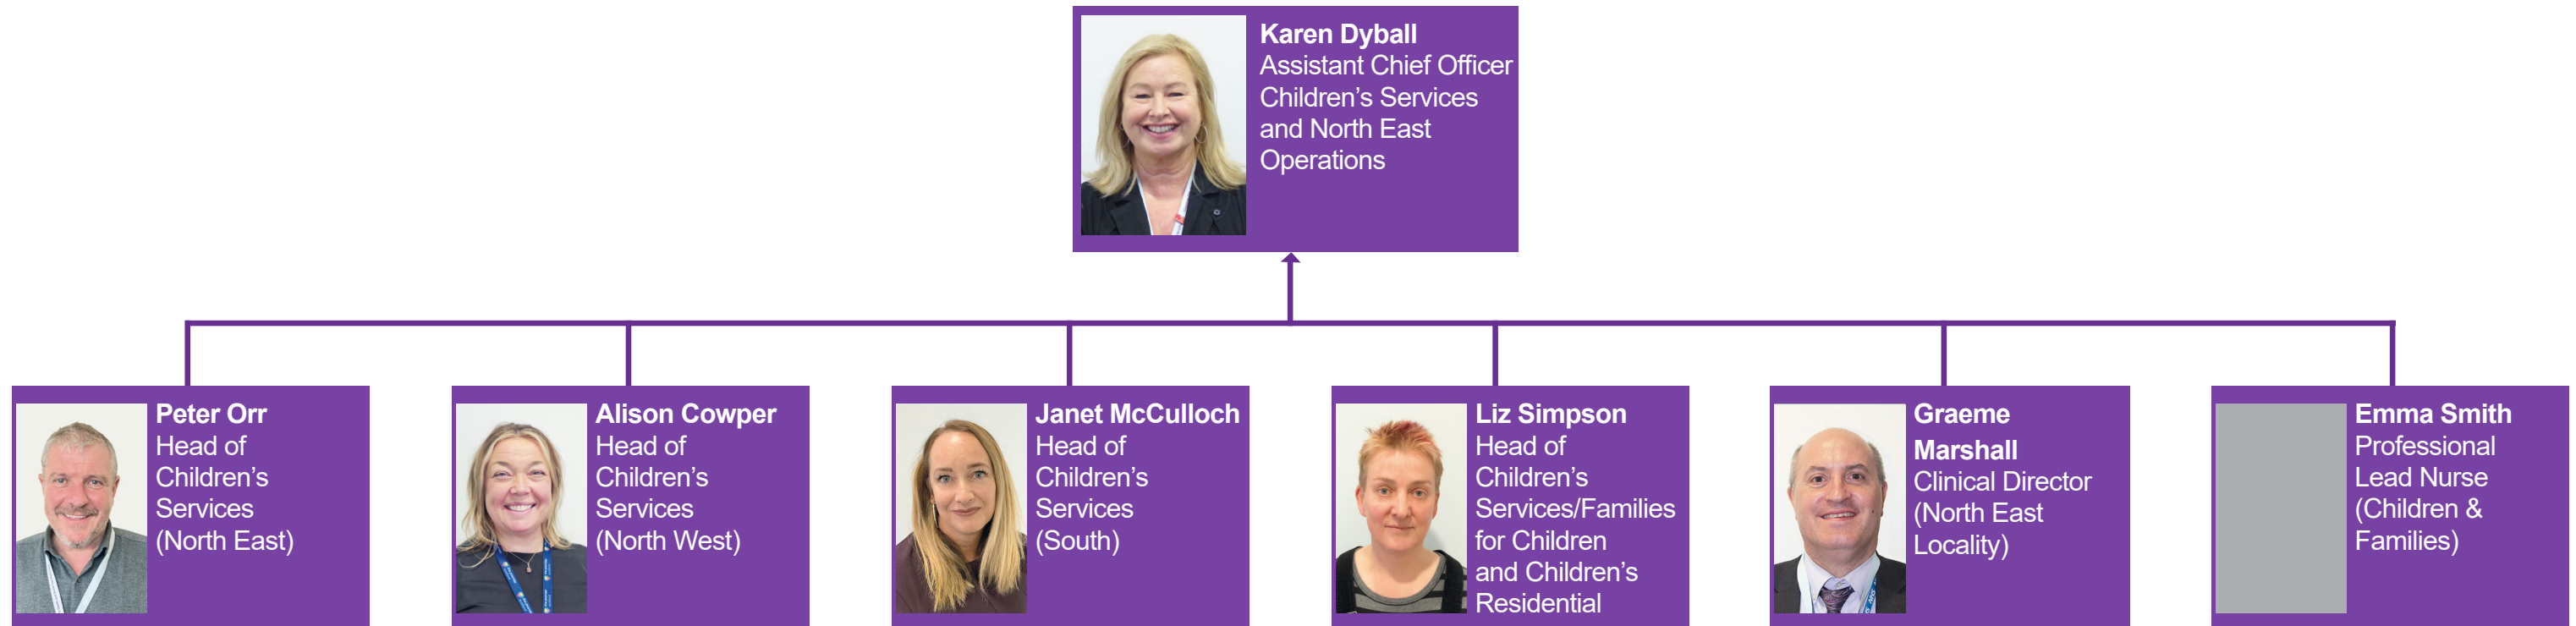 Karen Dyball
Assistant Chief Officer
Children’s Services
and North East
Operations
Peter Orr
Head of
Children’s
Services
(North East)
Alison Cowper
Head of
Children’s
Services
(North West)
Janet McCulloch
Head of
Children’s
Services
(South)
Liz Simpson
Head of
Children’s
Services/Families
for Children
and Children’s
Residential
Graeme
Marshall
Clinical Director
(North East
Locality)
Emma Smith
Professional
Lead Nurse
(Children &
Families)